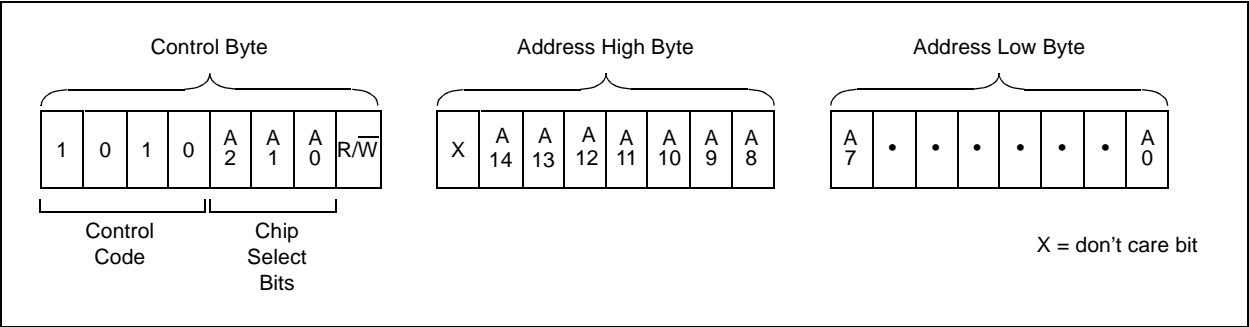 Control Byte
Address High Byte
Address Low Byte
1 0 1 0 A2 A1 A0 R/W̅
X A14 A13 A12 A11 A10 A9 A8
A7 • • • • • • A0
Control Code
Chip Select Bits
X = don’t care bit